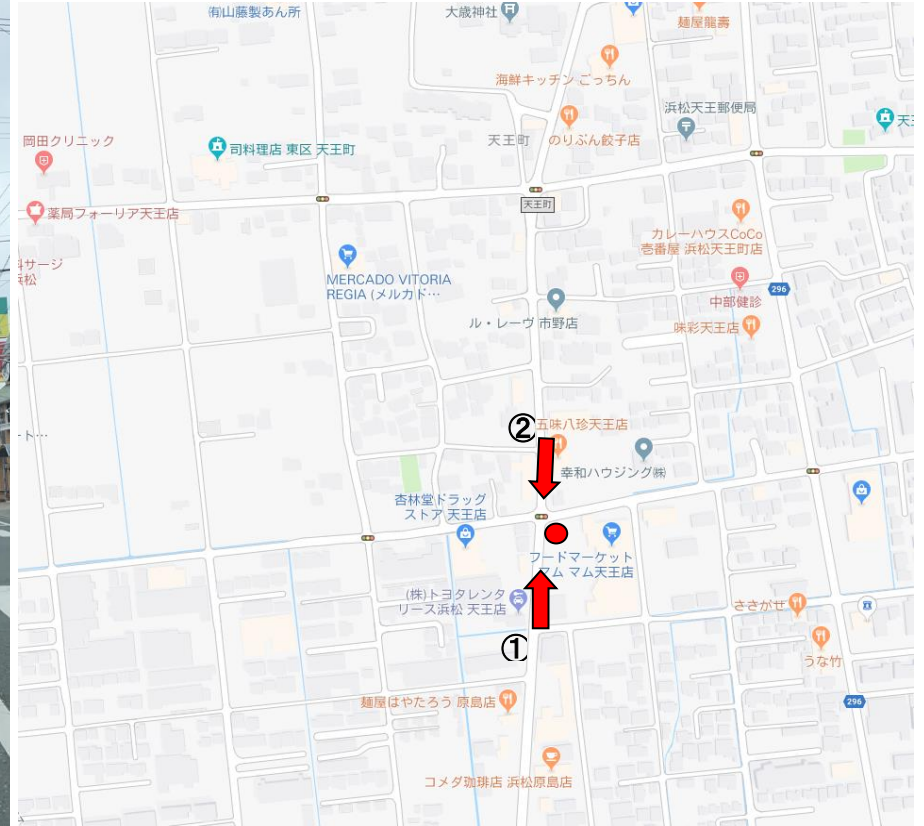 ㈲山藤製あん所
大歳神社
麺屋龍壽
海鮮キッチン ごっちん
浜松天王郵便局
岡田クリニック
天王町
のりぶん餃子店
司料理店 東区 天王町
薬局フォーリア天王店
天王町
カレーハウスCoCo
壱番屋 浜松天王町店
MERCADO VITORIA
REGIA (メルカド…
296
中部健診
ル・レーヴ 市野店
味彩天王店
②
五味八珍天王店
幸和ハウジング㈱
杏林堂ドラッグ
ストア 天王店
フードマーケット
マム マム天王店
(株)トヨタレンタ
リース浜松 天王店
ささがせ
①
うな竹
麺屋はやたろう 原島店
296
コメダ珈琲店 浜松原島店